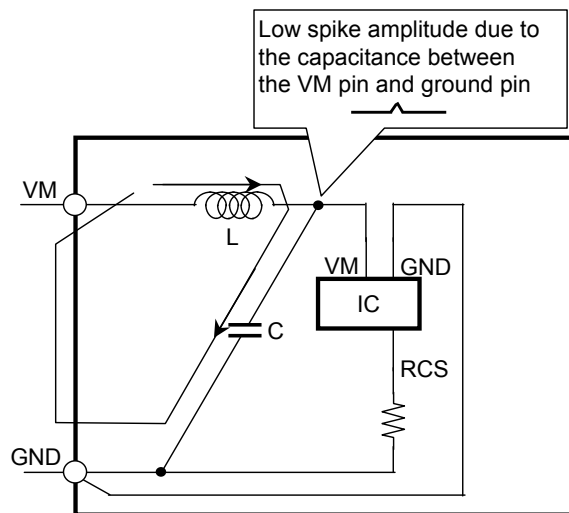 Low spike amplitude due to
the capacitance between
the VM pin and ground pin
VM
L
VM
GND
IC
C
RCS
GND